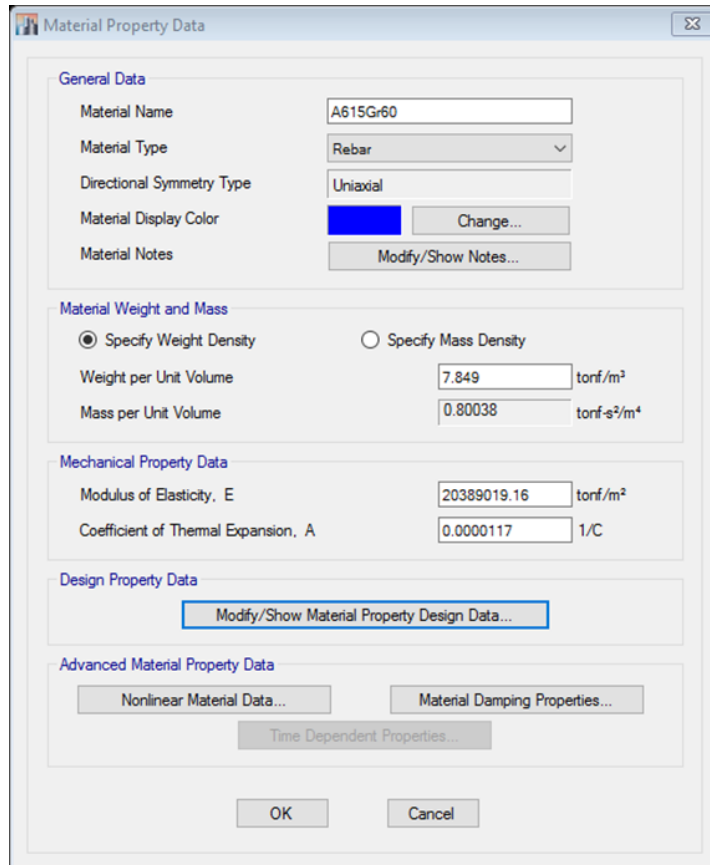 Material Property Data
General Data
Material Name A615Gr60
Material Type Rebar
Directional Symmetry Type Uniaxial
Material Display Color Change...
Material Notes Modify/Show Notes...
Material Weight and Mass
Specify Weight Density Specify Mass Density
Weight per Unit Volume 7.849 tonf/m³
Mass per Unit Volume 0.80038 tonf-s²/m⁴
Mechanical Property Data
Modulus of Elasticity, E 20389019.16 tonf/m²
Coefficient of Thermal Expansion, A 0.0000117 1/C
Design Property Data
Modify/Show Material Property Design Data...
Advanced Material Property Data
Nonlinear Material Data... Material Damping Properties...
Time Dependent Properties...
OK Cancel